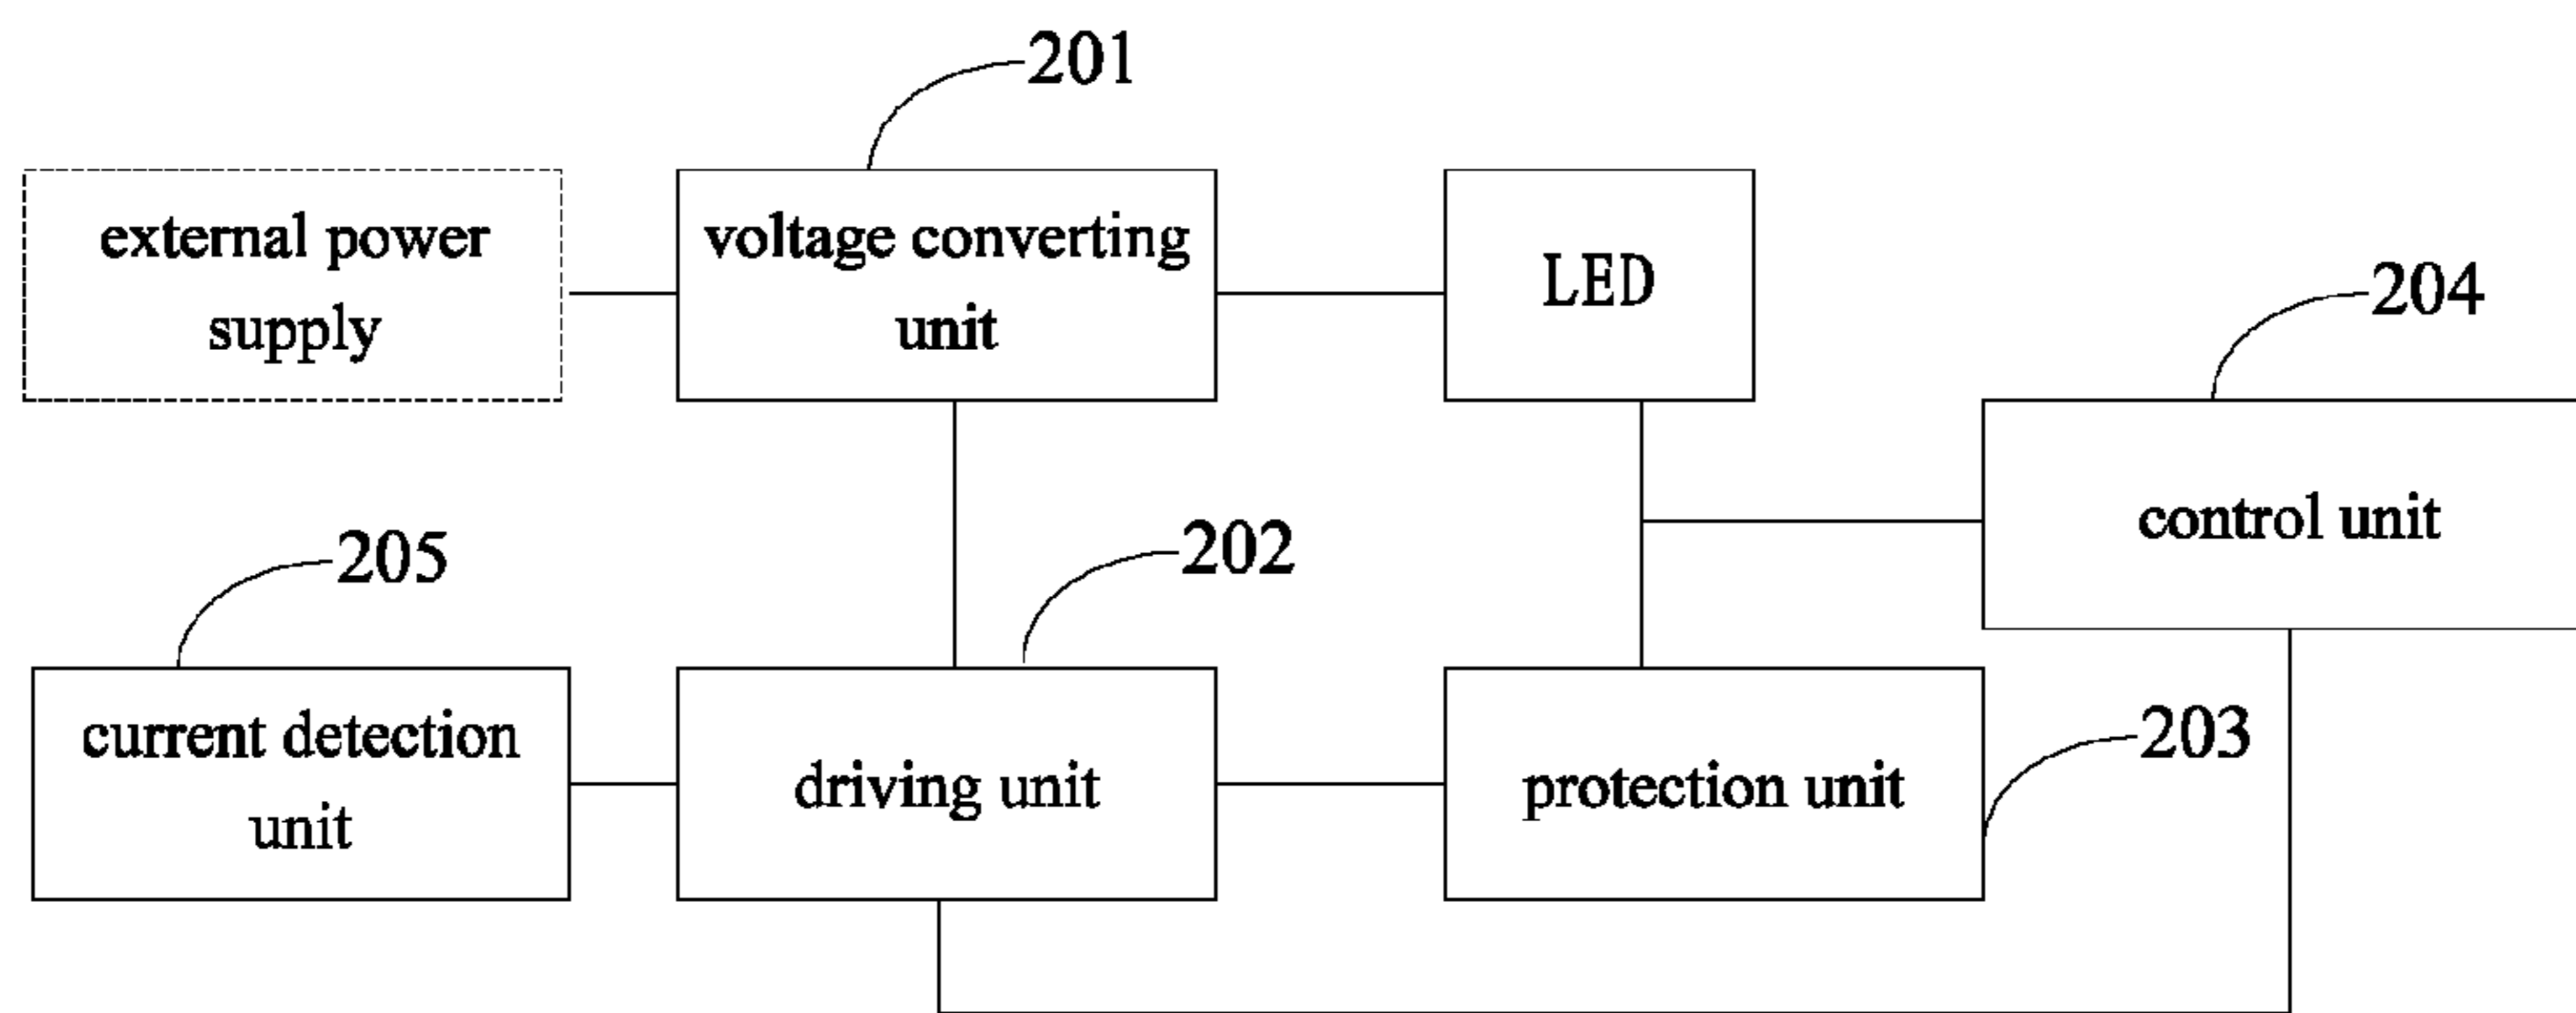 201
external power
supply
voltage converting
unit
LED
204
control unit
205
202
current detection
unit
driving unit
protection unit
203